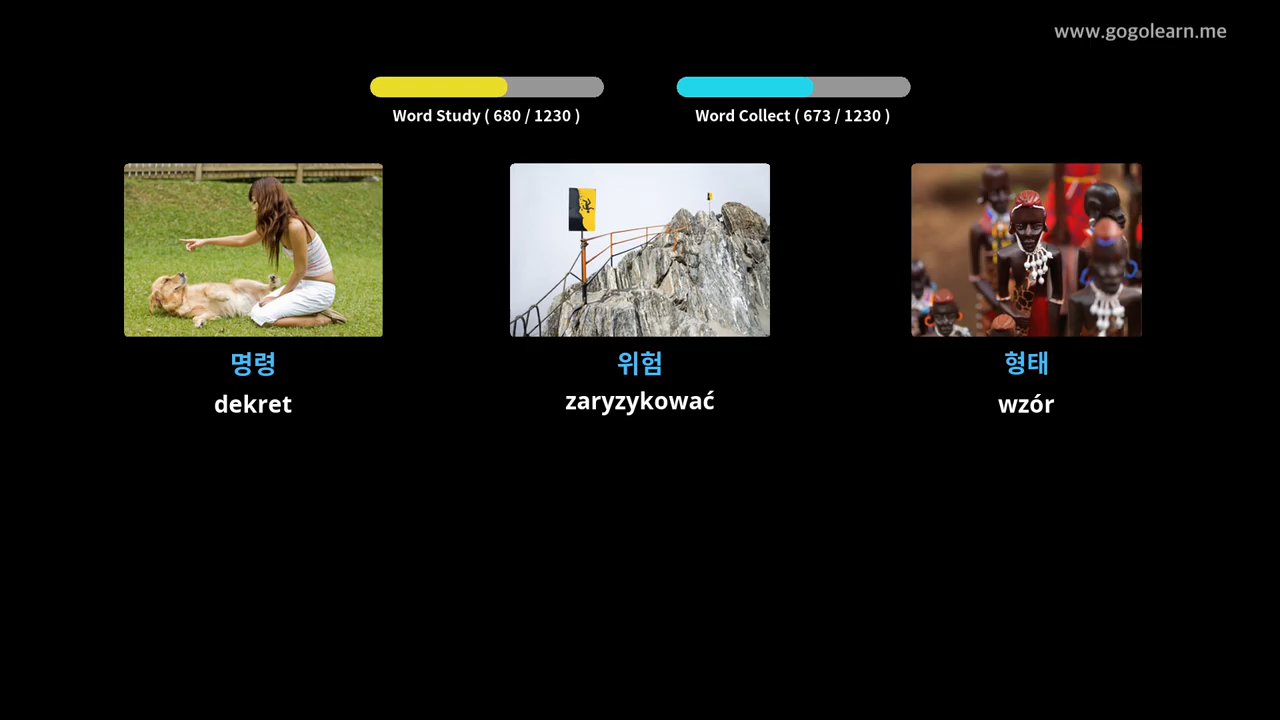 www.gogolearn.me
Word Study ( 680 / 1230 )
Word Collect ( 673 / 1230 )
명령
위험
형태
dekret
zaryzykować
wzór